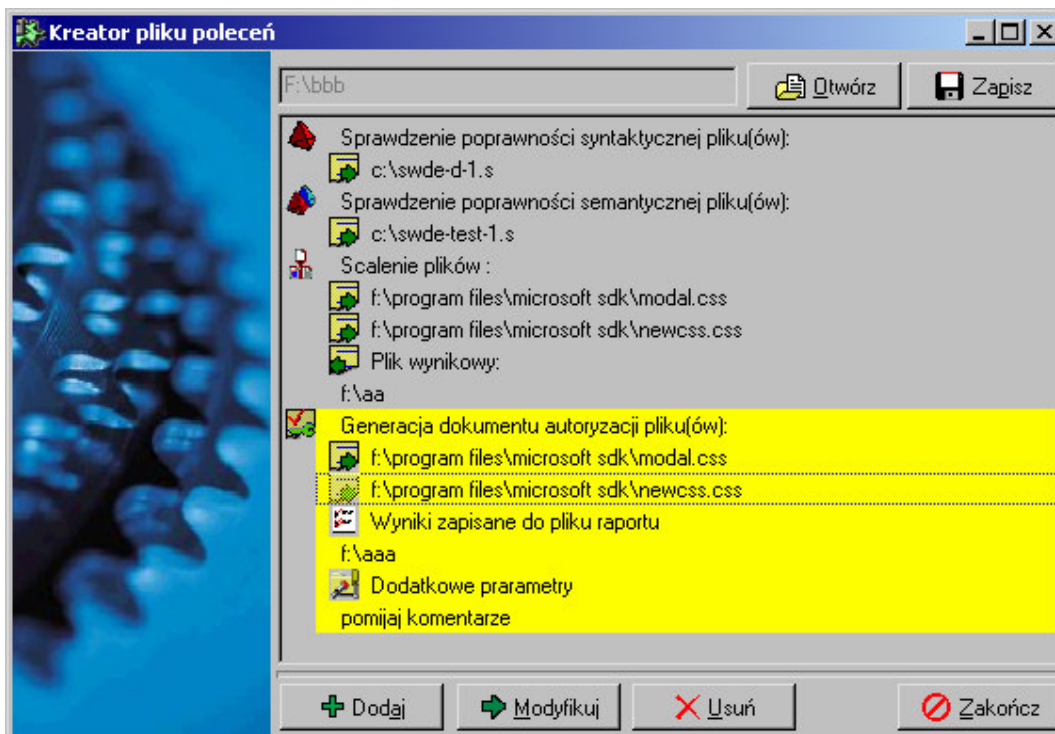 Kreator pliku poleceń
F:\bbb
Otwórz
Zapisz
Sprawdzenie poprawności syntaktycznej pliku(ów):
c:\swde-d-1.s
Sprawdzenie poprawności semantycznej pliku(ów):
c:\swde-test-1.s
Scalenie plików :
f:\program files\microsoft sdk\modal.css
f:\program files\microsoft sdk\newcss.css
Plik wynikowy:
f:\aa
Generacja dokumentu autoryzacji pliku(ów):
f:\program files\microsoft sdk\modal.css
f:\program files\microsoft sdk\newcss.css
Wyniki zapisane do pliku raportu
f:\aaa
Dodatkowe prarametry
pomijaj komentarze
Dodaj
Modyfikuj
Usuń
Zakończ